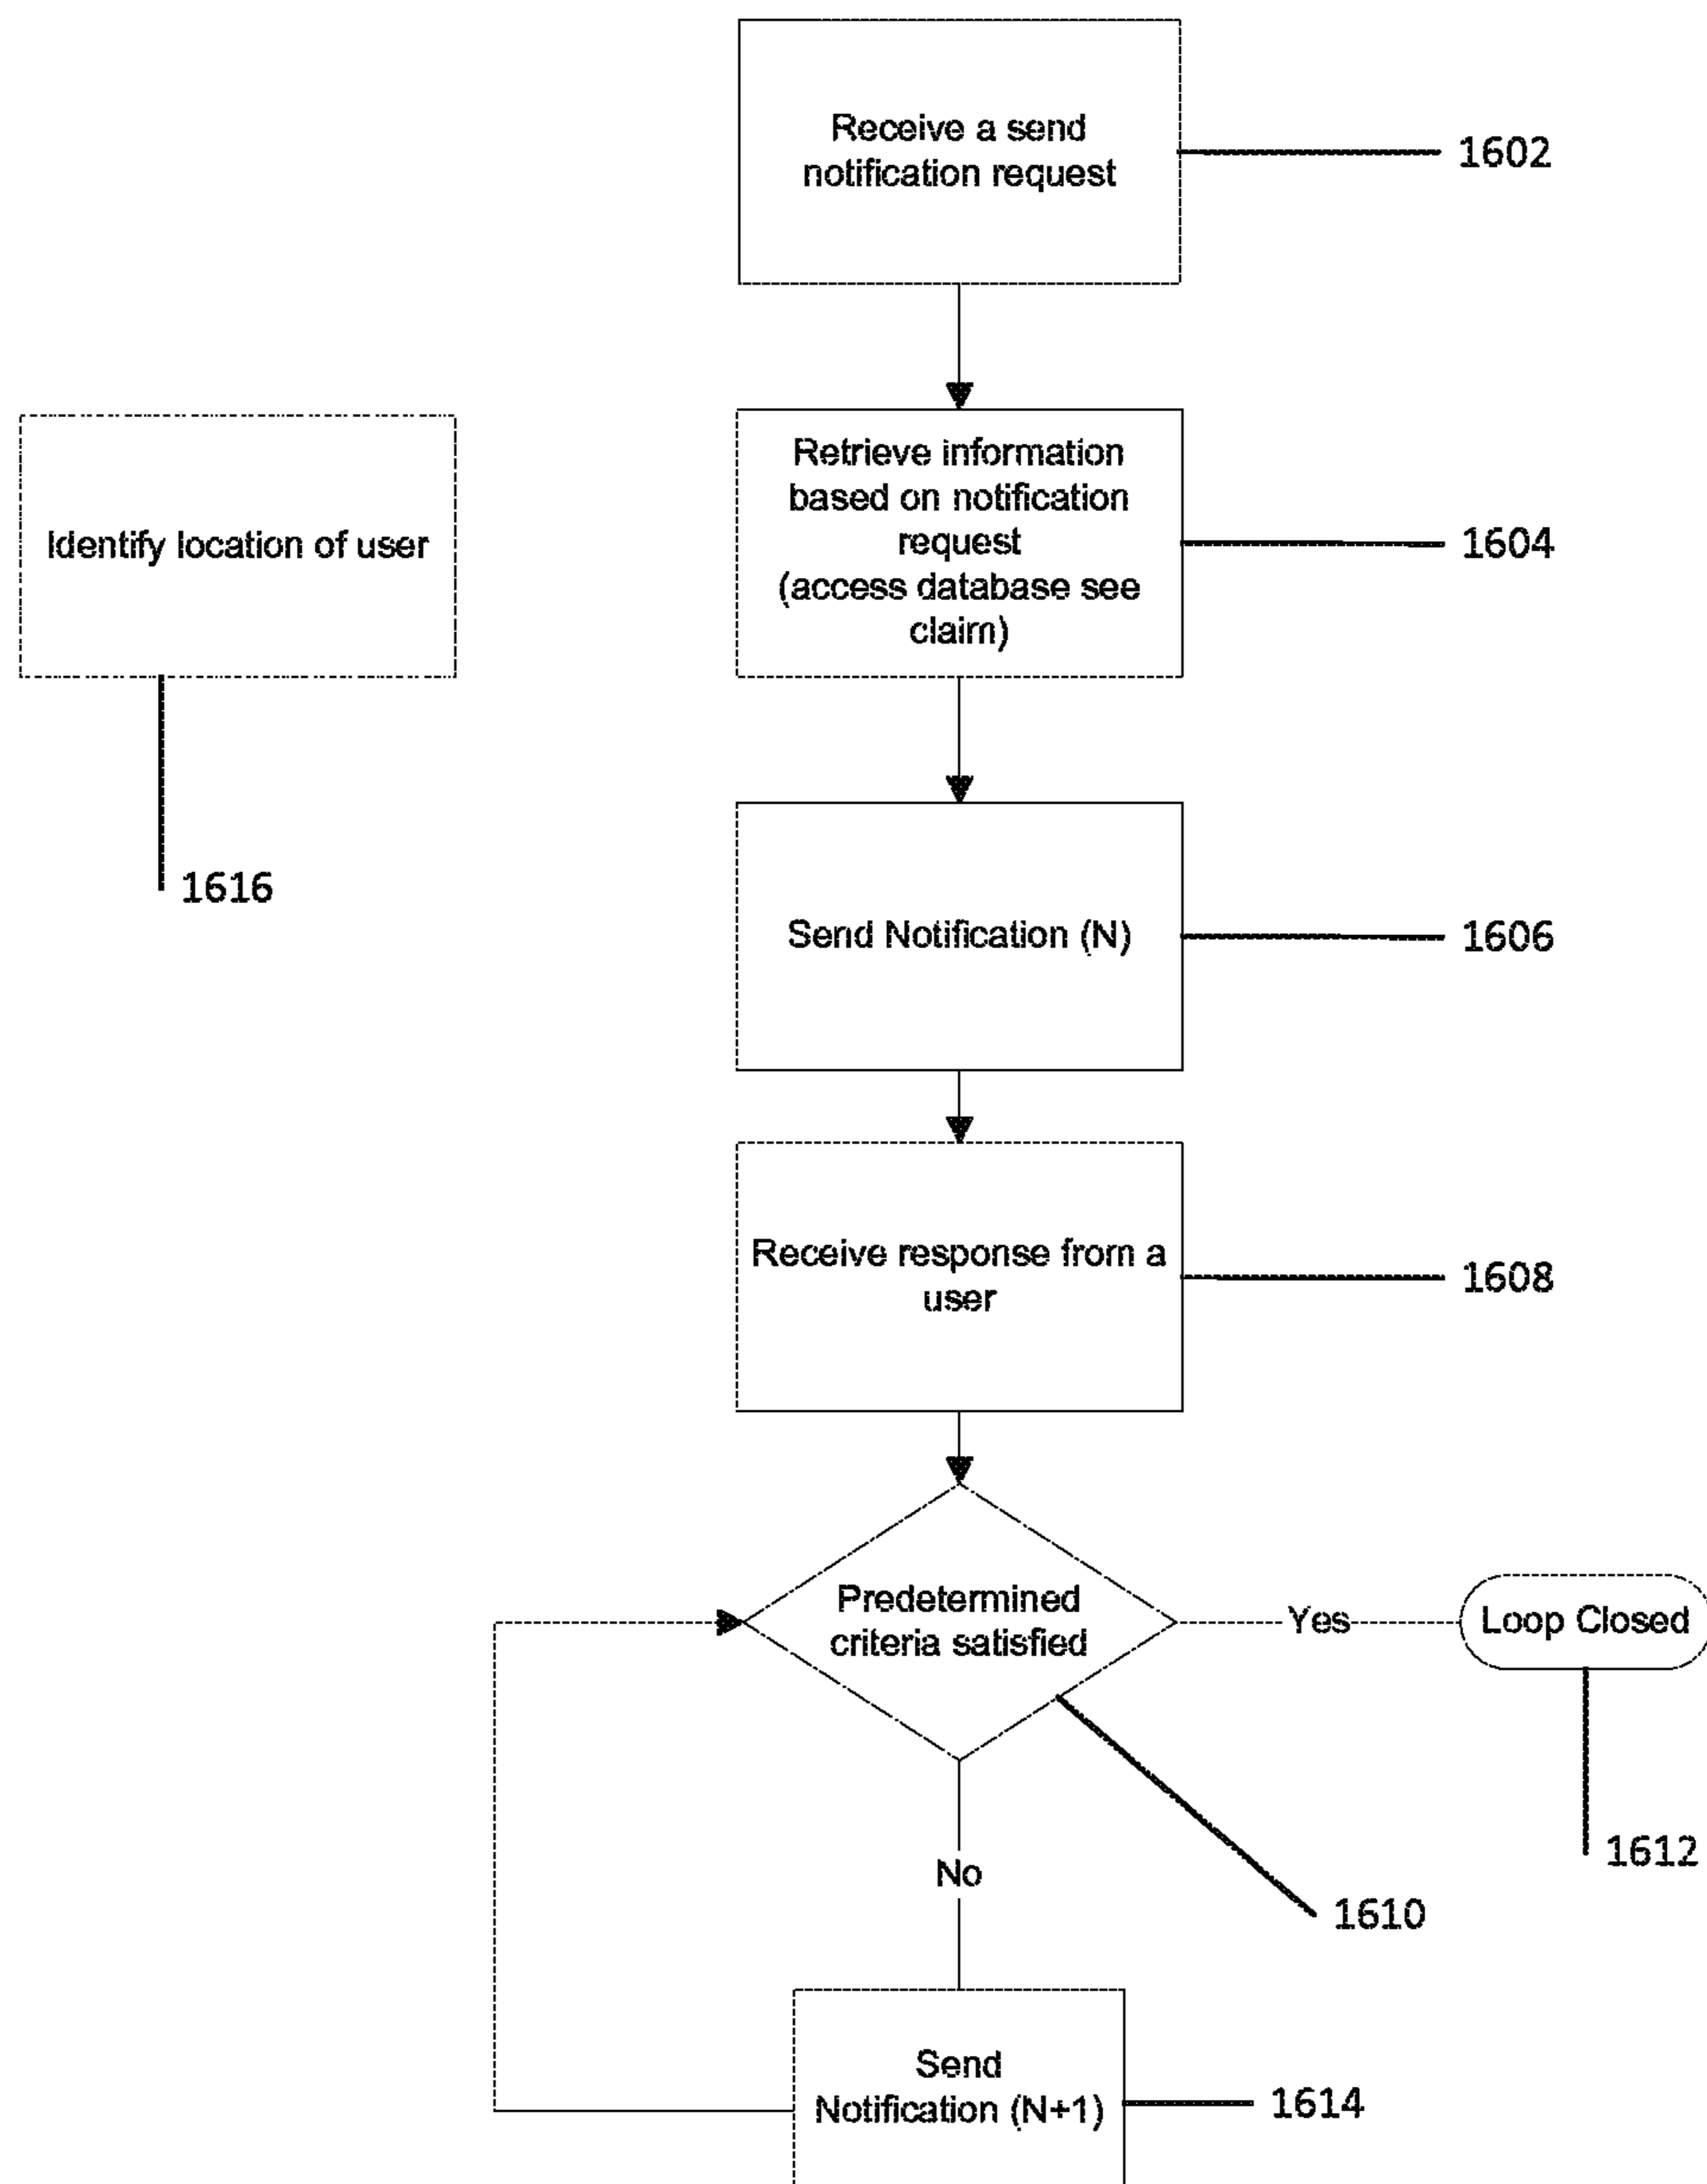 Receive a send
notification request
1602
Retrieve information
based on notification
request
(access database see
claim)
1604
Identify location of user
1616
Send Notification (N)
1606
Receive response from a
user
1608
Predetermined
criteria satisfied
Yes
Loop Closed
1612
No
1610
Send
Notification (N+1)
1614